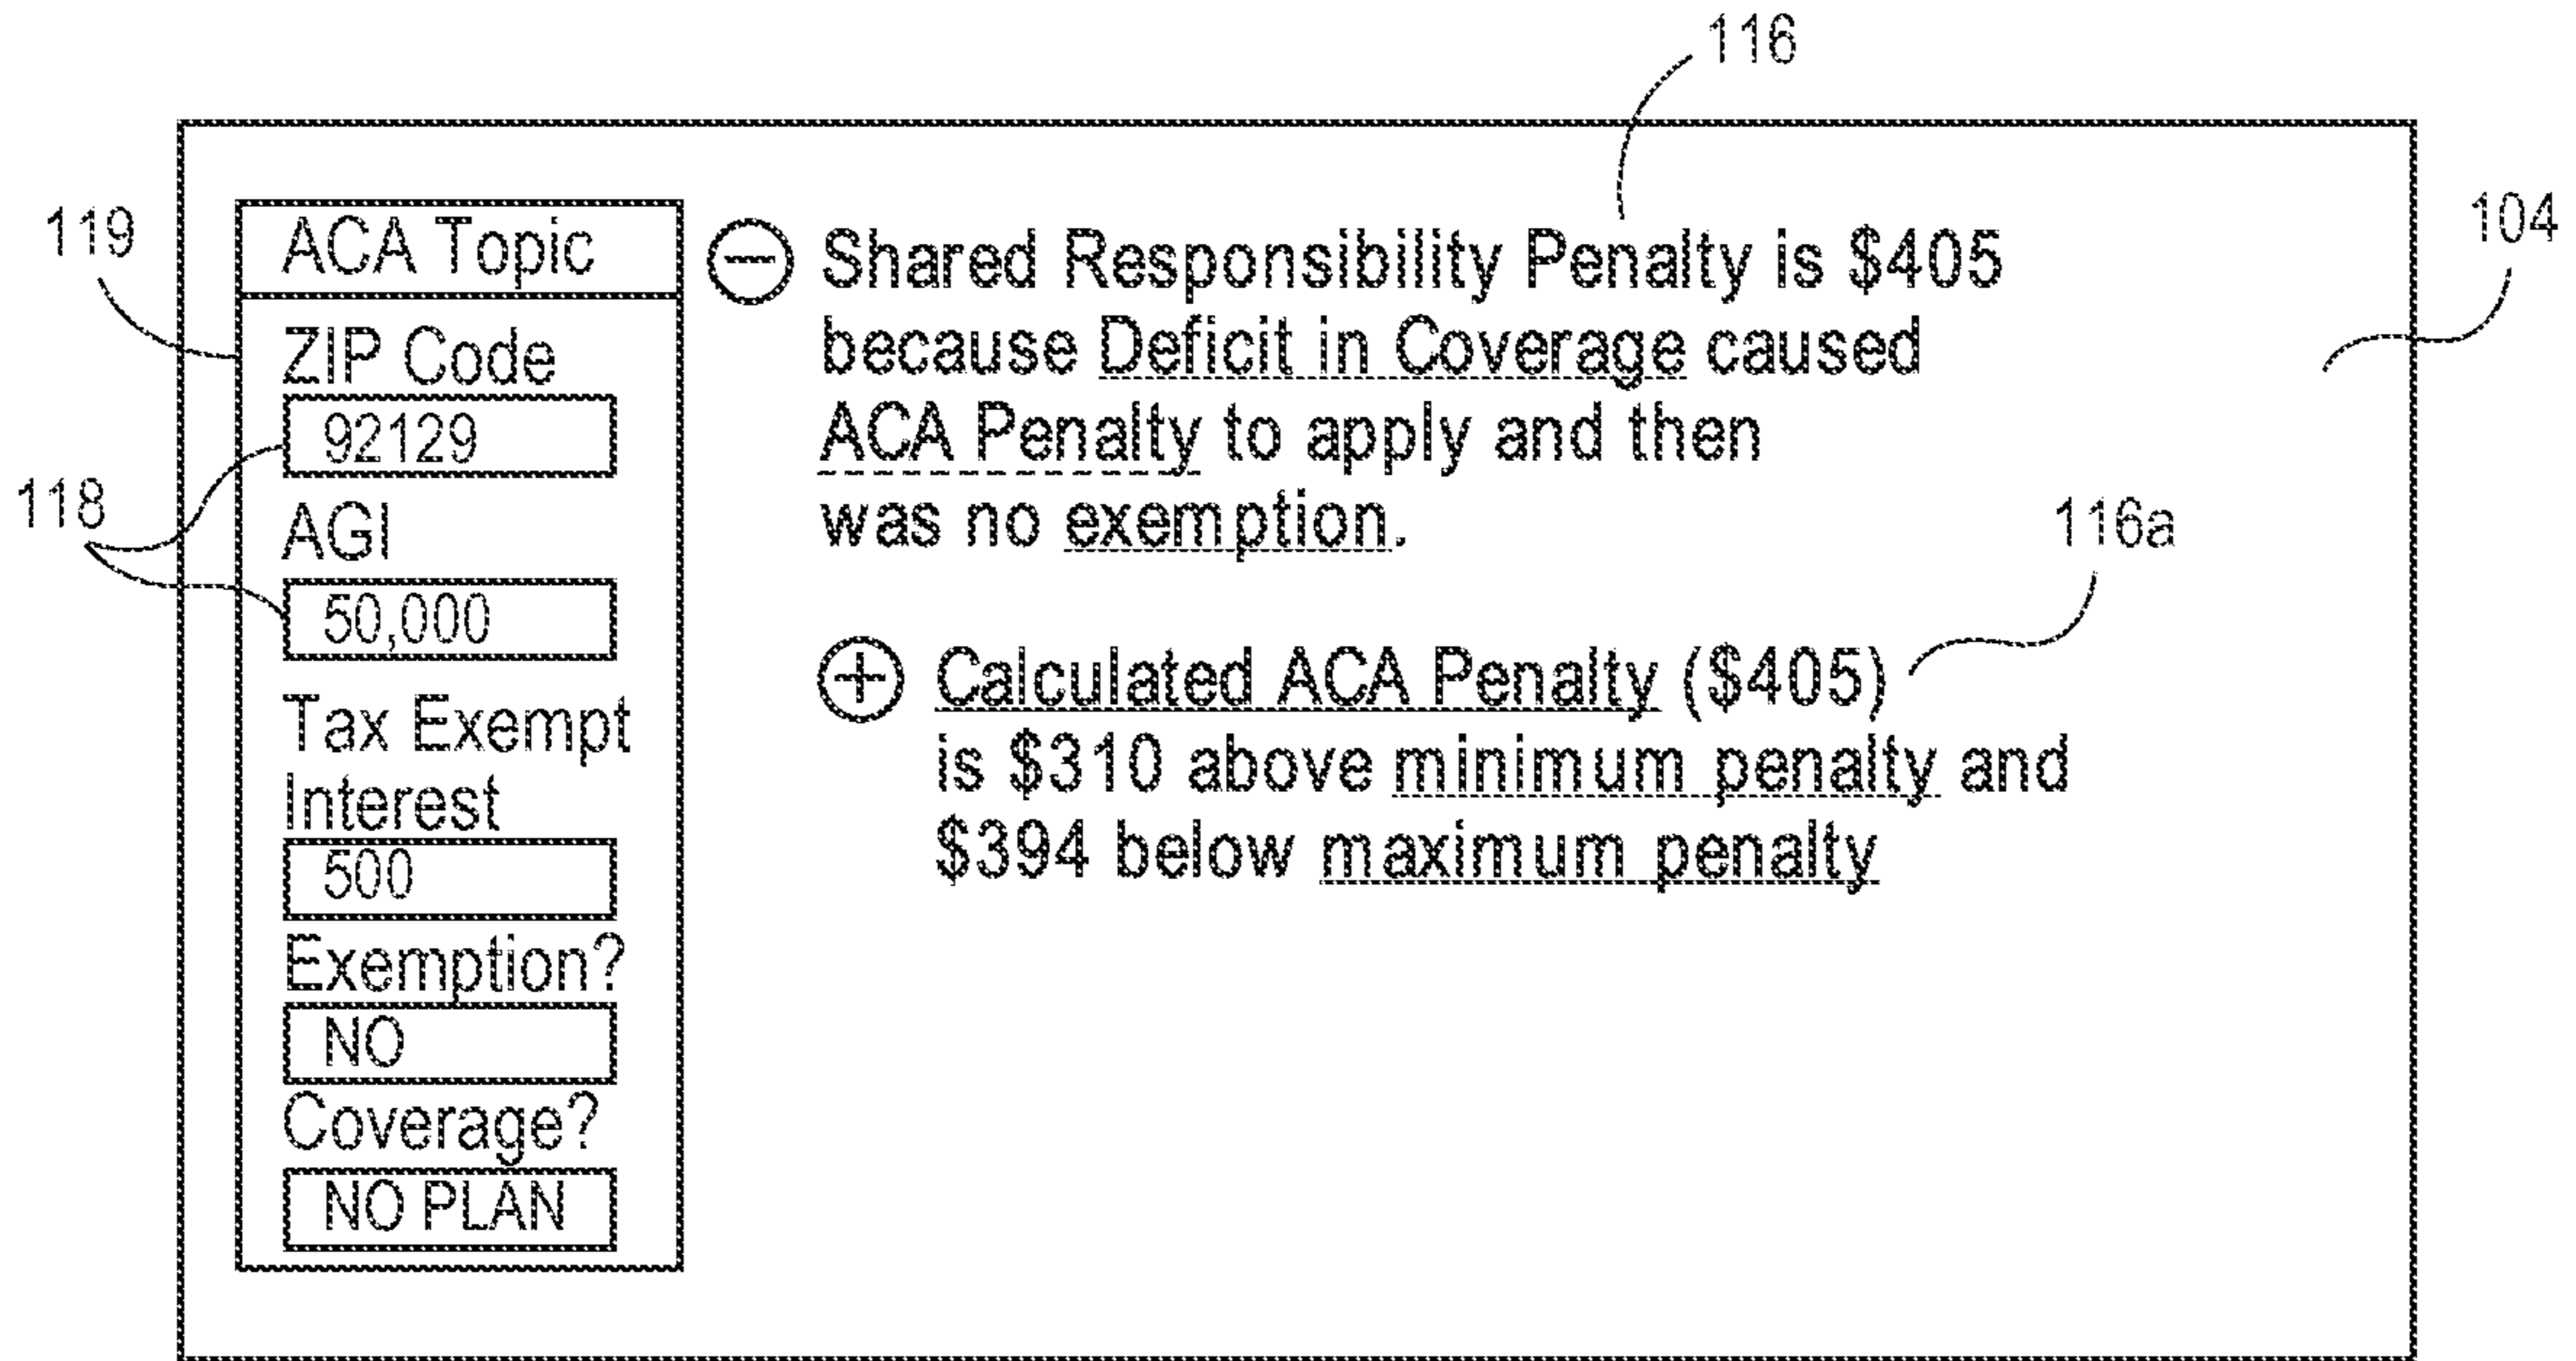 116
119
104
ACA Topic
ZIP Code
92129
118
AGI
50,000
Tax Exempt
Interest
500
Exemption?
NO
Coverage?
NO PLAN
Shared Responsibility Penalty is $405
because Deficit in Coverage caused
ACA Penalty to apply and then
was no exemption.
116a
Calculated ACA Penalty ($405)
is $310 above minimum penalty and
$394 below maximum penalty